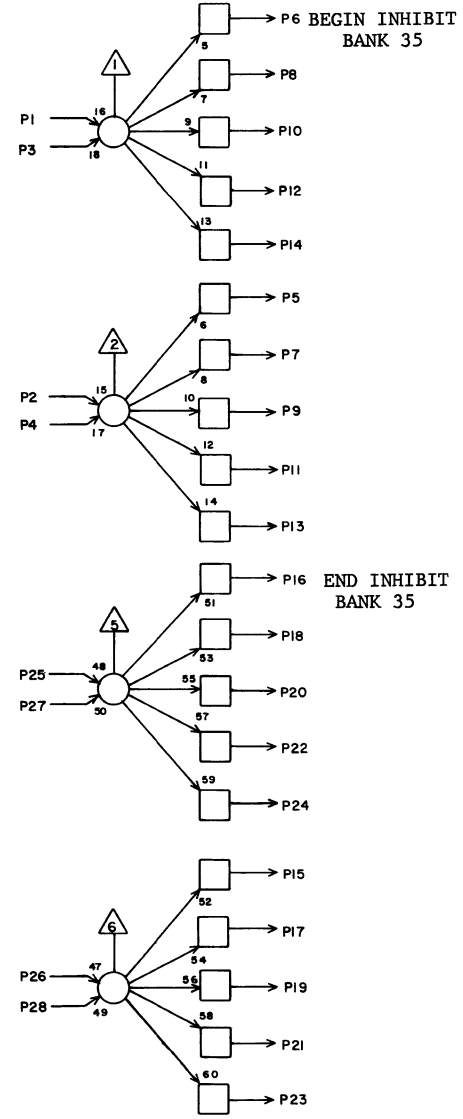 P6 BEGIN INHIBIT
BANK 35
5
1
P8
7
16
P1
9
P10
P3
18
11
P12
13
P14
P5
6
2
P7
8
P2
15
10
P9
P4
17
12
P11
14
P13
P16 END INHIBIT
BANK 35
51
5
P18
53
P25
48
55
P20
P27
50
57
P22
59
P24
P15
52
6
P17
54
P26
47
56
P19
P28
49
58
P21
60
P23